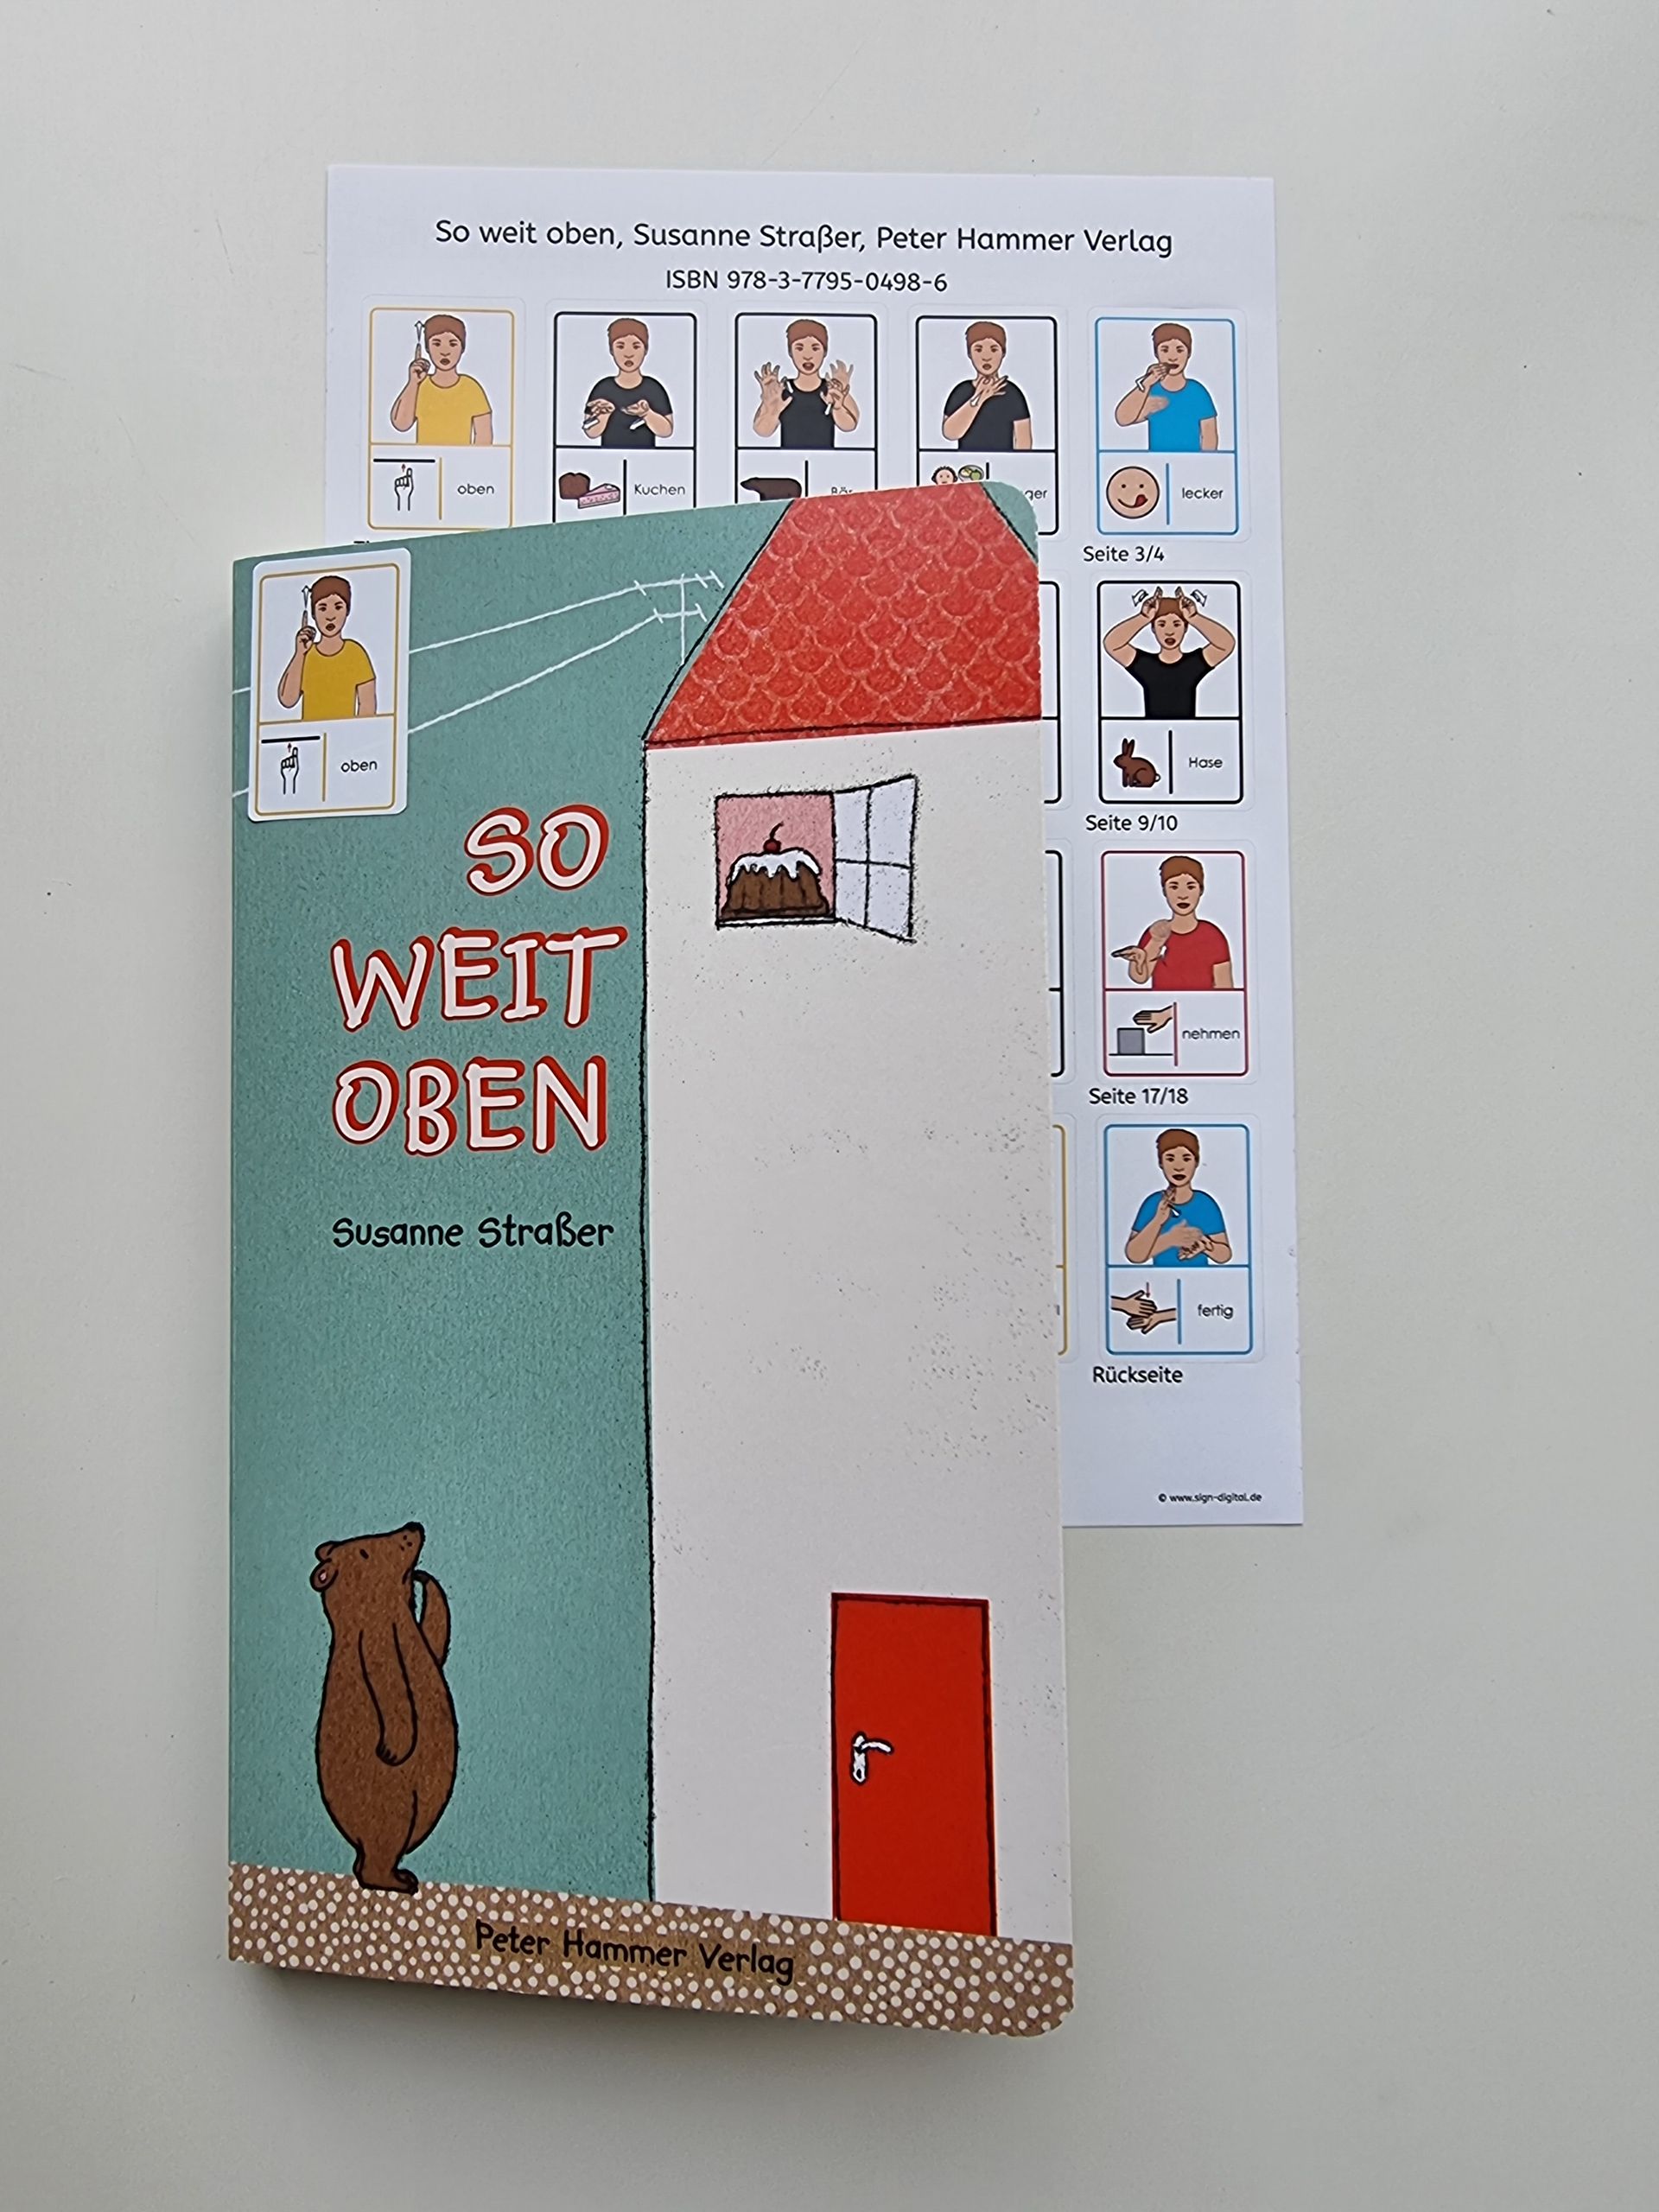 So weit oben, Susanne Straßer, Peter Hammer Verlag
ISBN 978-3-7795-0498-6
oben
Kuchen
lecker
Seite 3/4
Hase
Seite 9/10
nehmen
Seite 17/18
fertig
Rückseite
© www.sign-digital.de
oben
SO
WEIT
OBEN
Susanne Straßer
Peter Hammer Verlag